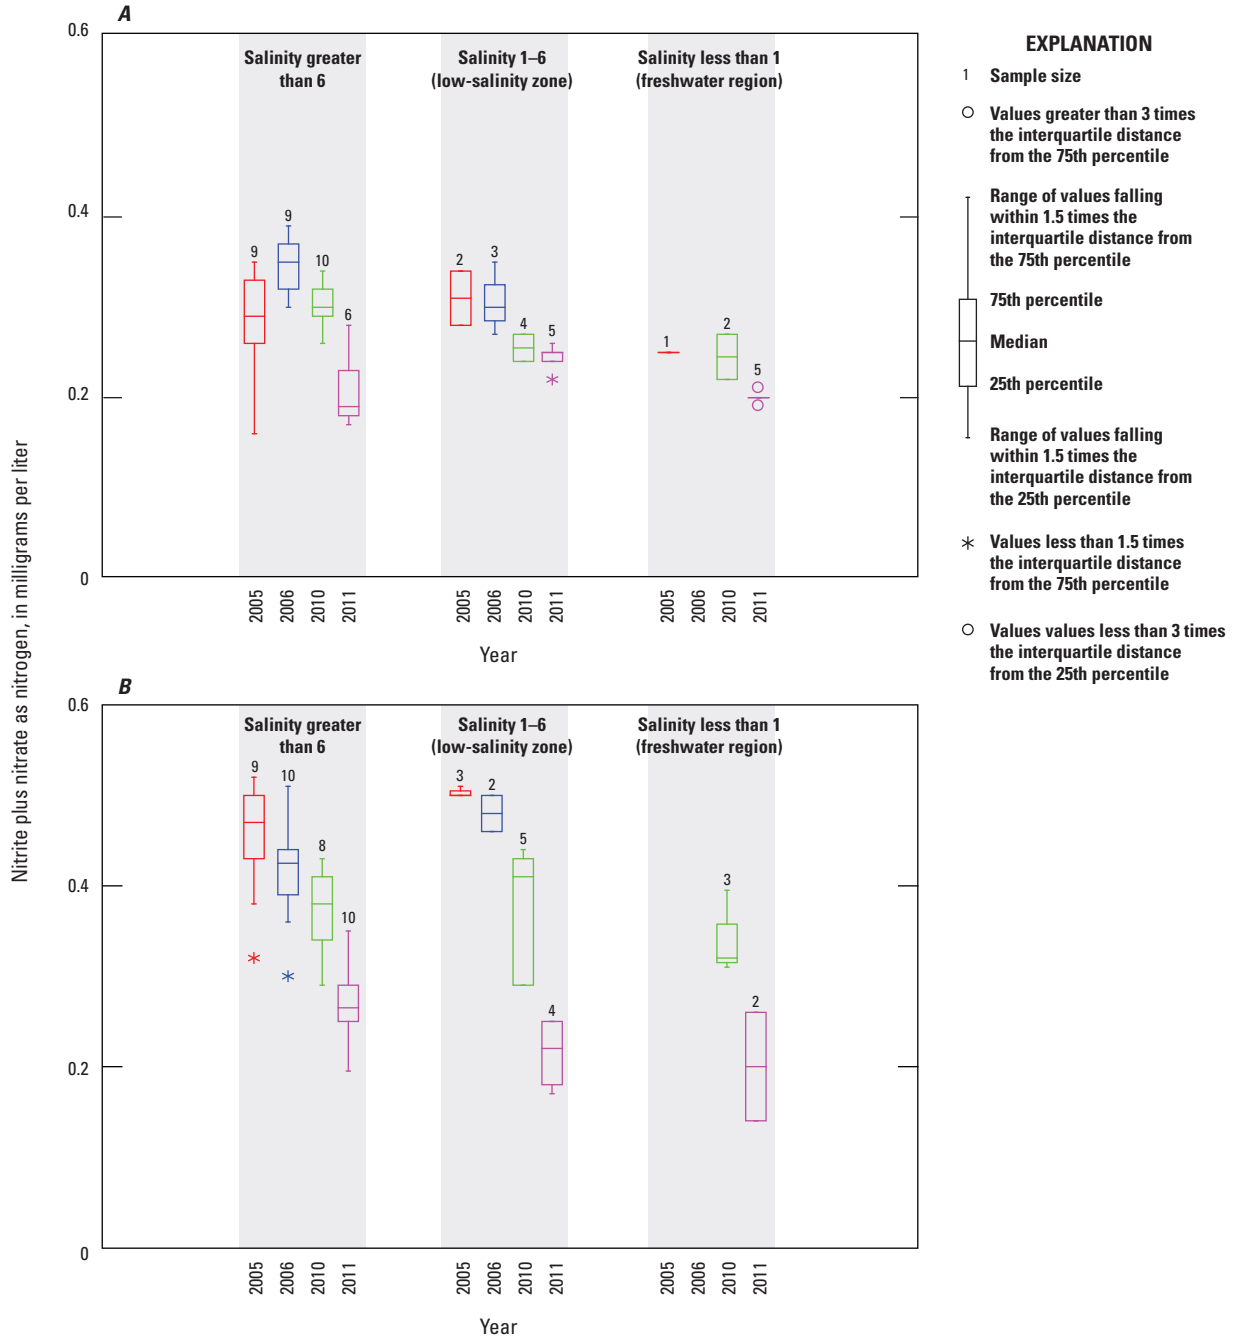 A
0.6
0.4
0.2
0
Salinity greater
than 6
Salinity 1–6
(low-salinity zone)
Salinity less than 1
(freshwater region)
9
9
10
6
2
3
4
5
1
2
5
2005
2006
2010
2011
2005
2006
2010
2011
2005
2006
2010
2011
Year
Nitrite plus nitrate as nitrogen, in milligrams per liter
B
0.6
0.4
0.2
0
Salinity greater
than 6
Salinity 1–6
(low-salinity zone)
Salinity less than 1
(freshwater region)
9
10
8
10
3
2
5
4
3
2
2005
2006
2010
2011
2005
2006
2010
2011
2005
2006
2010
2011
Year
EXPLANATION
1 Sample size
Values greater than 3 times
the interquartile distance
from the 75th percentile
Range of values falling
within 1.5 times the
interquartile distance from
the 75th percentile
75th percentile
Median
25th percentile
Range of values falling
within 1.5 times the
interquartile distance from
the 25th percentile
Values less than 1.5 times
the interquartile distance
from the 75th percentile
Values values less than 3 times
the interquartile distance
from the 25th percentile